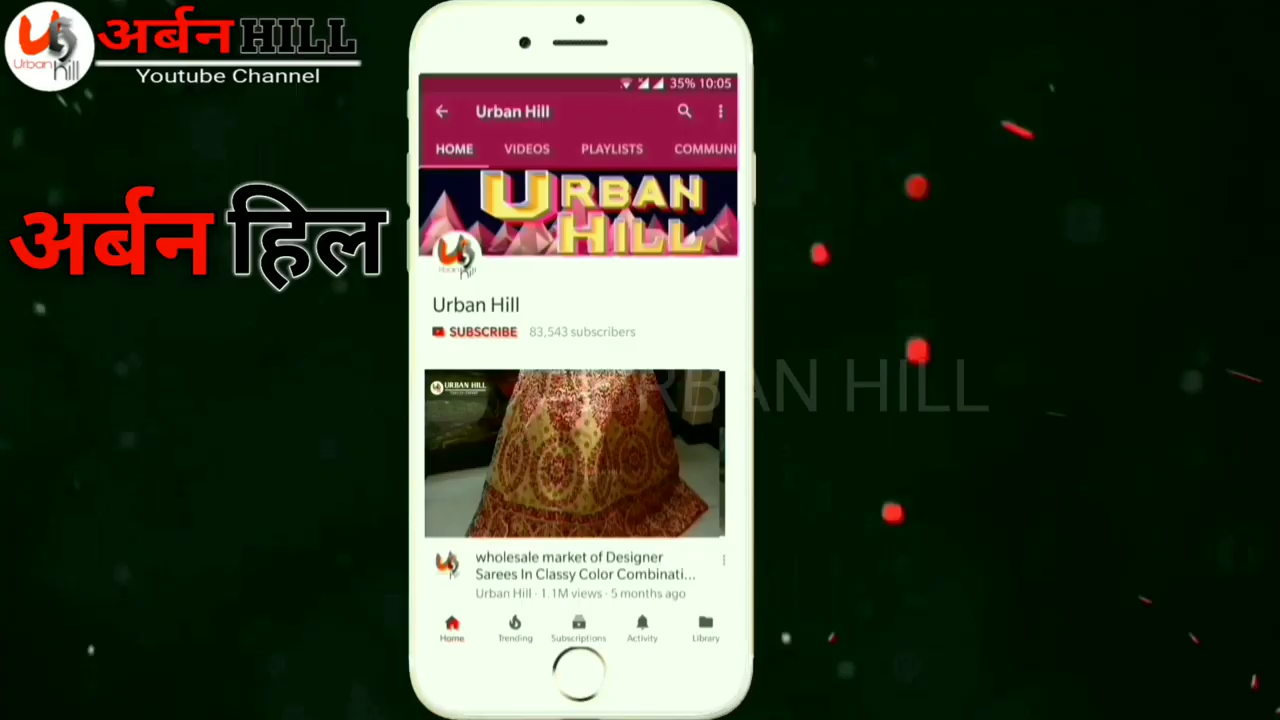 Urban hill
अर्बन HILL
Youtube Channel
अर्बन हिल
35% 10:05
Urban Hill
HOME VIDEOS PLAYLISTS COMMUNI
URBAN
HILL
Urban Hill
SUBSCRIBE 83,543 subscribers
URBAN HILL
URBAN HILL
wholesale market of Designer
Sarees In Classy Color Combinati...
Urban Hill · 1.1M views · 5 months ago
Home Trending Subscriptions Activity Library